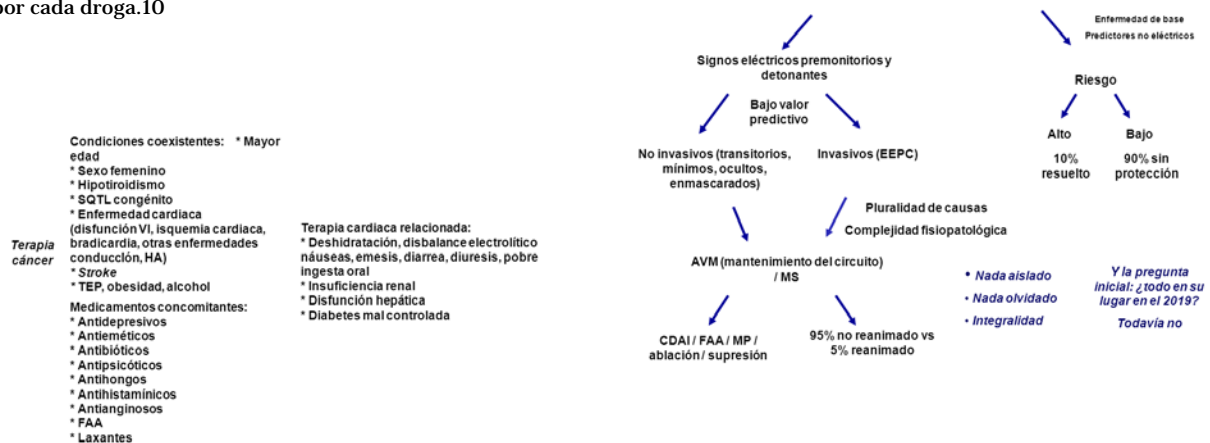 por cada droga.10
Terapia
cáncer
Condiciones coexistentes: * Mayor
edad
* Sexo femenino
* Hipotiroidismo
* SQTL congénito
* Enfermedad cardiaca
(disfunción VI, isquemia cardiaca,
bradicardia, otras enfermedades
conducción, HA)
* Stroke
* TEP, obesidad, alcohol
Medicamentos concomitantes:
* Antidepresivos
* Antieméticos
* Antibióticos
* Antipsicóticos
* Antihongos
* Antihistamínicos
* Antianginosos
* FAA
* Laxantes
Terapia cardiaca relacionada:
* Deshidratación, disbalance electrolítico
náuseas, emesis, diarrea, diuresis, pobre
ingesta oral
* Insuficiencia renal
* Disfunción hepática
* Diabetes mal controlada
Enfermedad de base
Predictores no eléctricos
Signos eléctricos premonitorios y
detonantes
Riesgo
Bajo valor
predictivo
Alto
Bajo
10%
resuelto
90% sin
protección
No invasivos (transitorios,
mínimos, ocultos,
enmascarados)
Invasivos (EEPC)
Pluralidad de causas
Complejidad fisiopatológica
AVM (mantenimiento del circuito)
/ MS
CDAI / FAA / MP /
ablación / supresión
95% no reanimado vs
5% reanimado
• Nada aislado
• Nada olvidado
• Integralidad
Y la pregunta
inicial: ¿todo en su
lugar en el 2019?
Todavía no